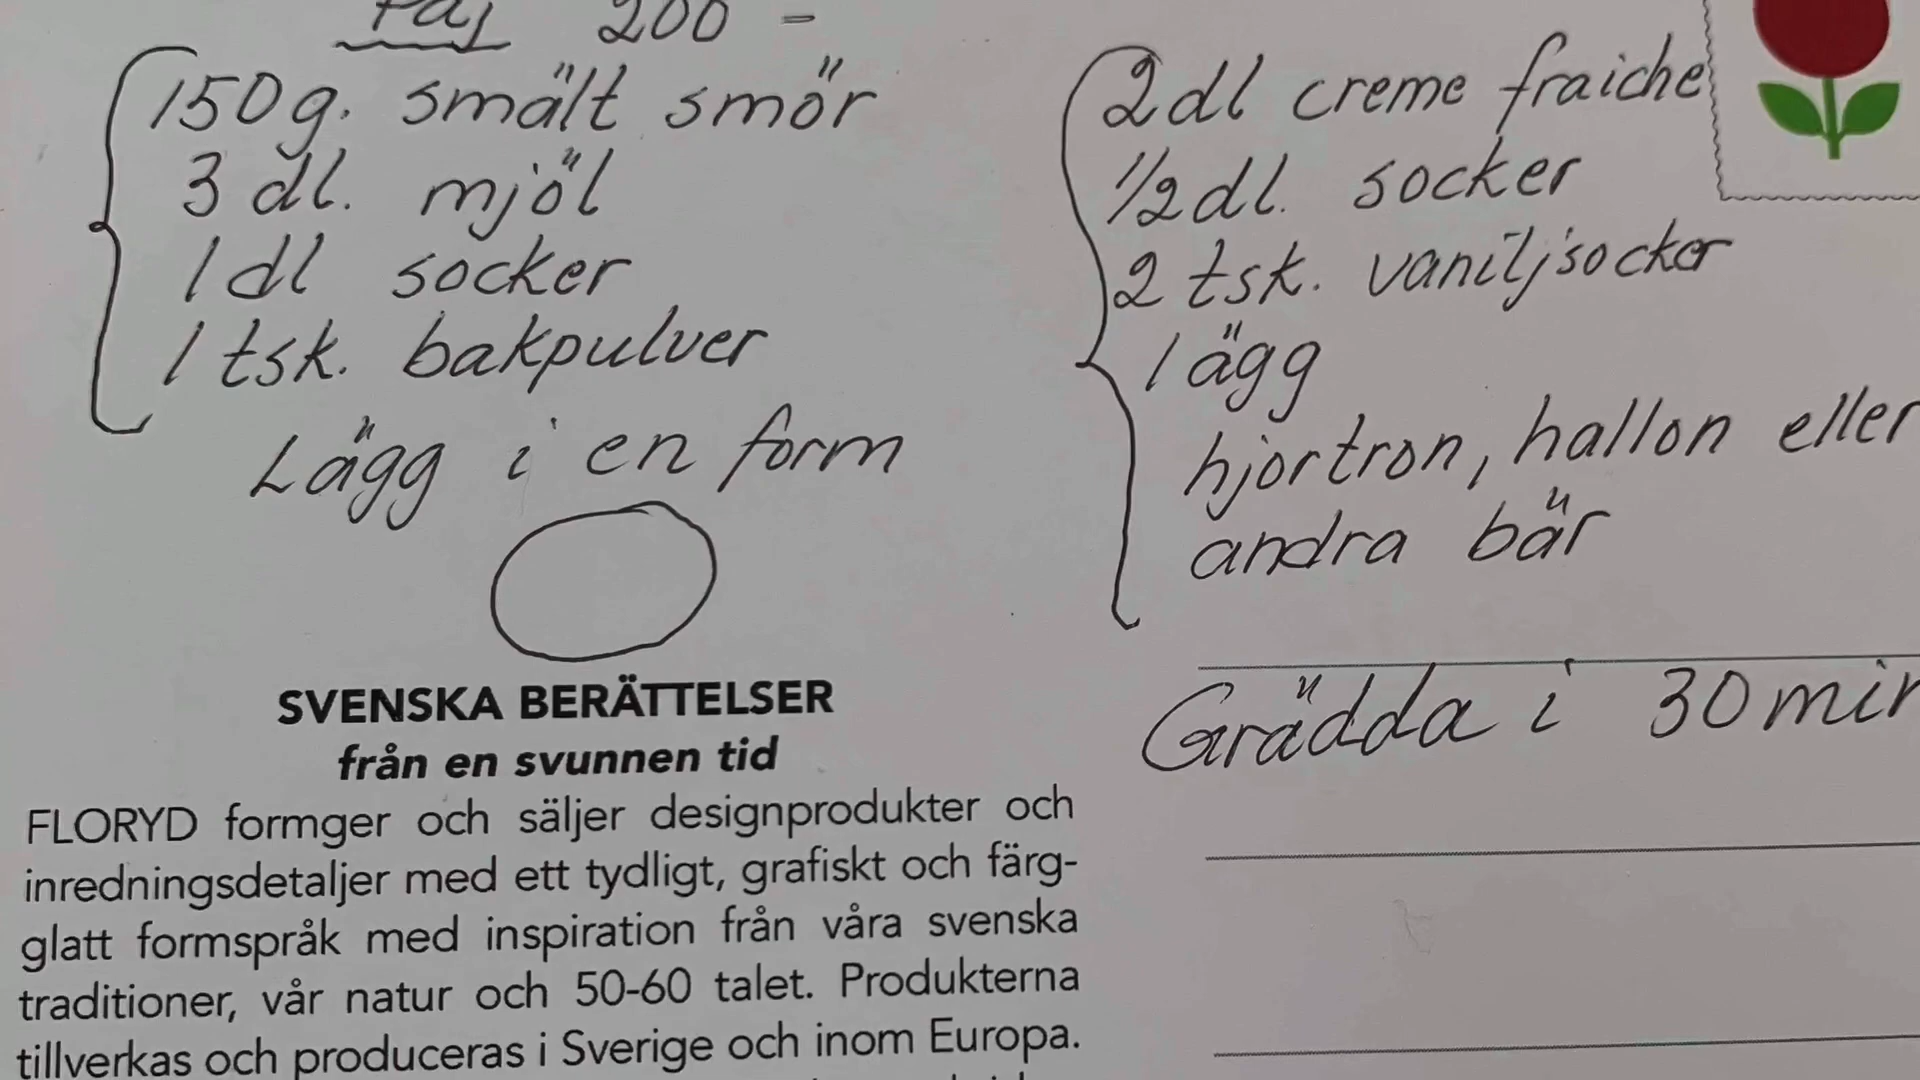 Paj 200 -
150 g. smält smör
3 dl. mjöl
1 dl socker
1 tsk. bakpulver
Lägg i en form
2 dl creme fraiche
1/2 dl. socker
2 tsk. vaniljsocker
1 ägg
hjortron, hallon eller
andra bär
Grädda i 30 min
SVENSKA BERÄTTELSER
från en svunnen tid
FLORYD formger och säljer designprodukter och
inredningsdetaljer med ett tydligt, grafiskt och färg-
glatt formspråk med inspiration från våra svenska
traditioner, vår natur och 50-60 talet. Produkterna
tillverkas och produceras i Sverige och inom Europa.